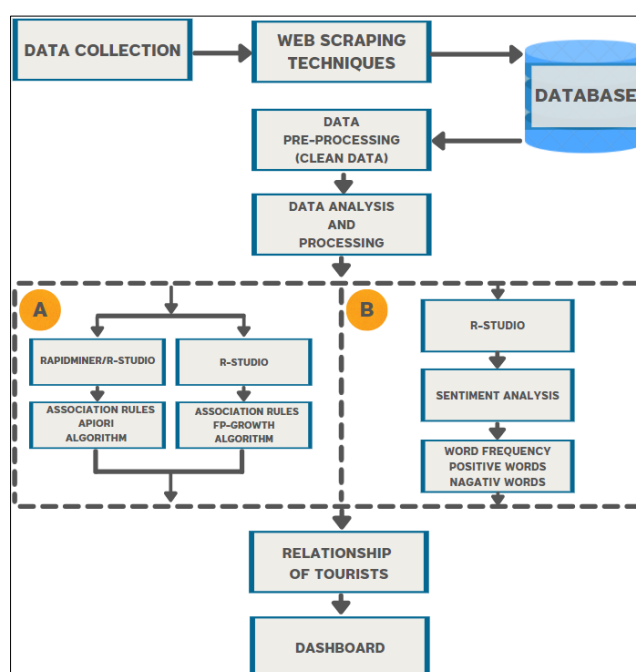 DATA COLLECTION
WEB SCRAPING
TECHNIQUES
DATABASE
DATA
PRE-PROCESSING
(CLEAN DATA)
DATA ANALYSIS
AND
PROCESSING
A
B
RAPIDMINER/R-STUDIO
R-STUDIO
R-STUDIO
ASSOCIATION RULES
APIORI
ALGORITHM
ASSOCIATION RULES
FP-GROWTH
ALGORITHM
SENTIMENT ANALYSIS
WORD FREQUENCY
POSITIVE WORDS
NAGATIV WORDS
RELATIONSHIP
OF TOURISTS
DASHBOARD